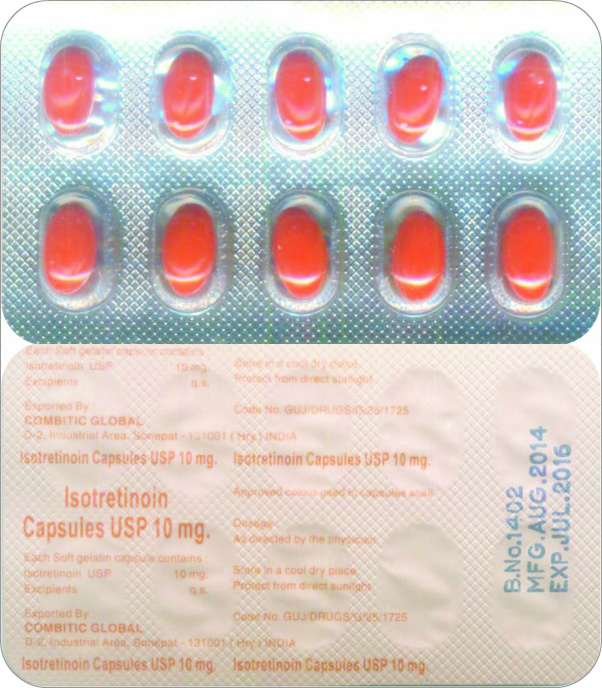 Each Soft gelatin capsule contains
Isotretinoin USP 10 mg.
Excipients q.s.
Exported By :
COMBITIC GLOBAL
D-2, Industrial Area, Sonepat - 131001 ( Hry.) INDIA
Isotretinoin Capsules USP 10 mg.
Store in a cool dry place,
Protect from direct sunlight
Code No. GUJ/DRUGS/G/25/1725
Isotretinoin Capsules USP 10 mg.
Isotretinoin
Capsules USP 10 mg.
Each Soft gelatin capsule contains :
Isotretinoin USP 10 mg.
Excipients q.s.
Exported By
COMBITIC GLOBAL
D-2, Industrial Area, Sonepat - 131001 ( Hry.) INDIA
Isotretinoin Capsules USP 10 mg.
Approved colour used in capsules shell
Dosage :
As directed by the physician
Store in a cool dry place,
Protect from direct sunlight
Code No. GUJ/DRUGS/G/25/1725
Isotretinoin Capsules USP 10 mg.
B.No.1402
MFG.AUG.2014
EXP.JUL.2016